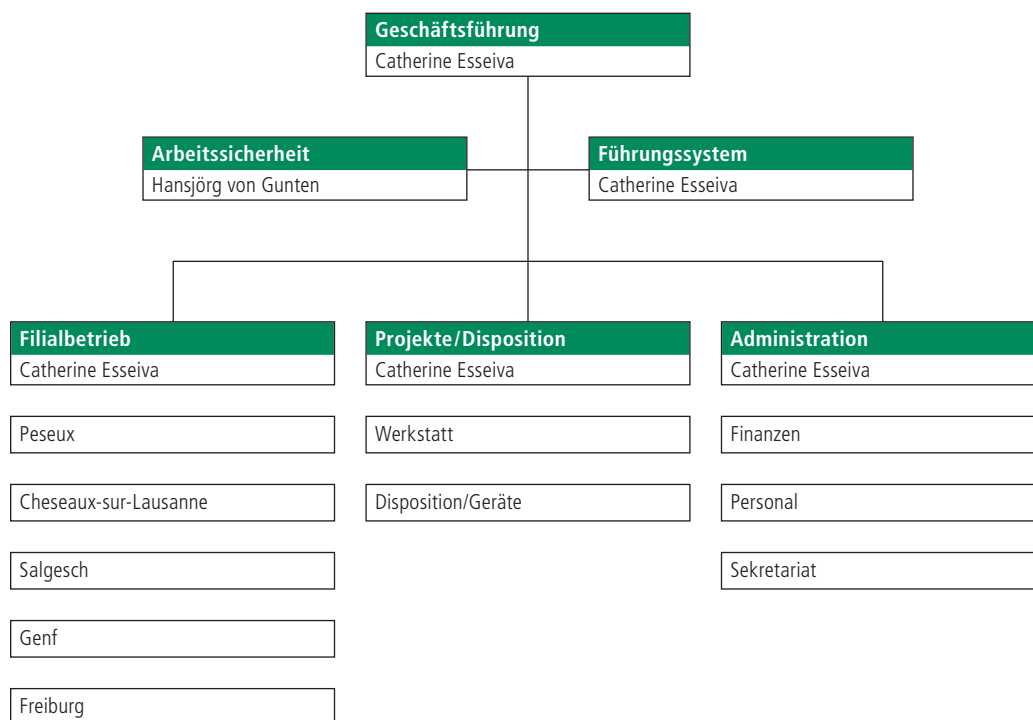 Geschäftsführung
Catherine Esseiva
Arbeitssicherheit
Hansjörg von Gunten
Führungssystem
Catherine Esseiva
Filialbetrieb
Catherine Esseiva
Peseux
Cheseaux-sur-Lausanne
Salgesch
Genf
Freiburg
Projekte/Disposition
Catherine Esseiva
Werkstatt
Disposition/Geräte
Administration
Catherine Esseiva
Finanzen
Personal
Sekretariat